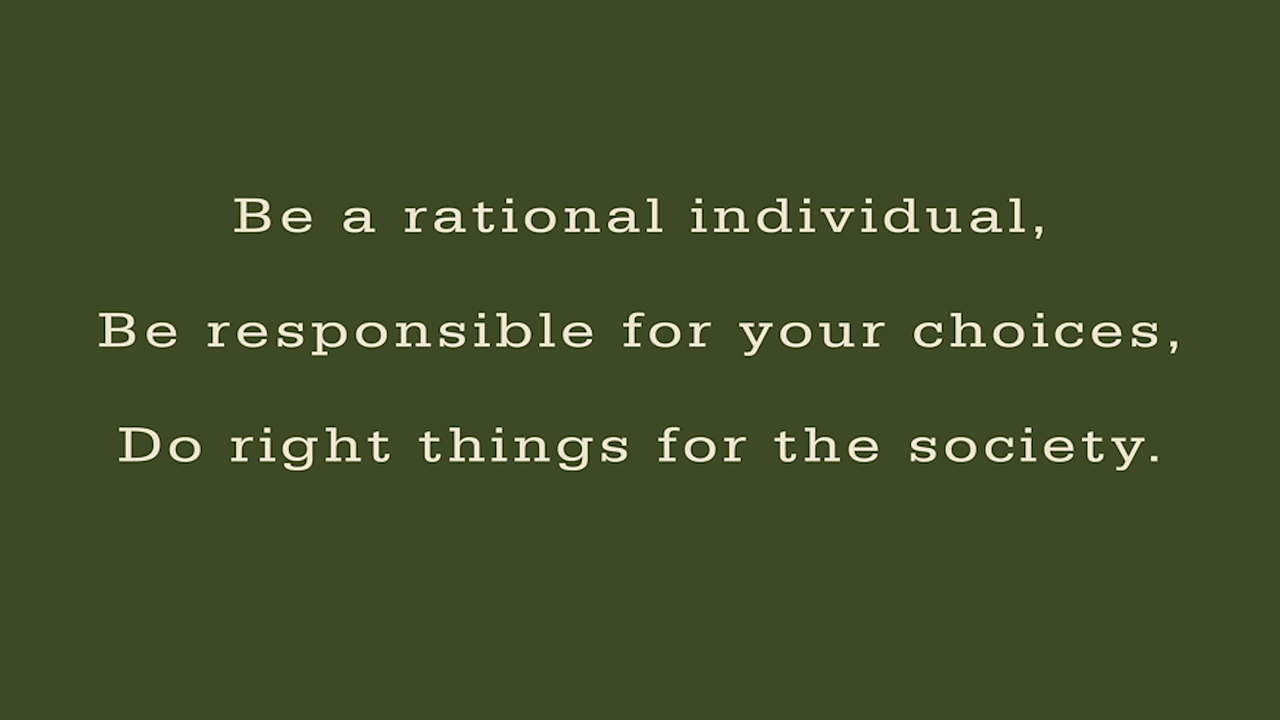 Be a rational individual,
Be responsible for your choices,
Do right things for the society.